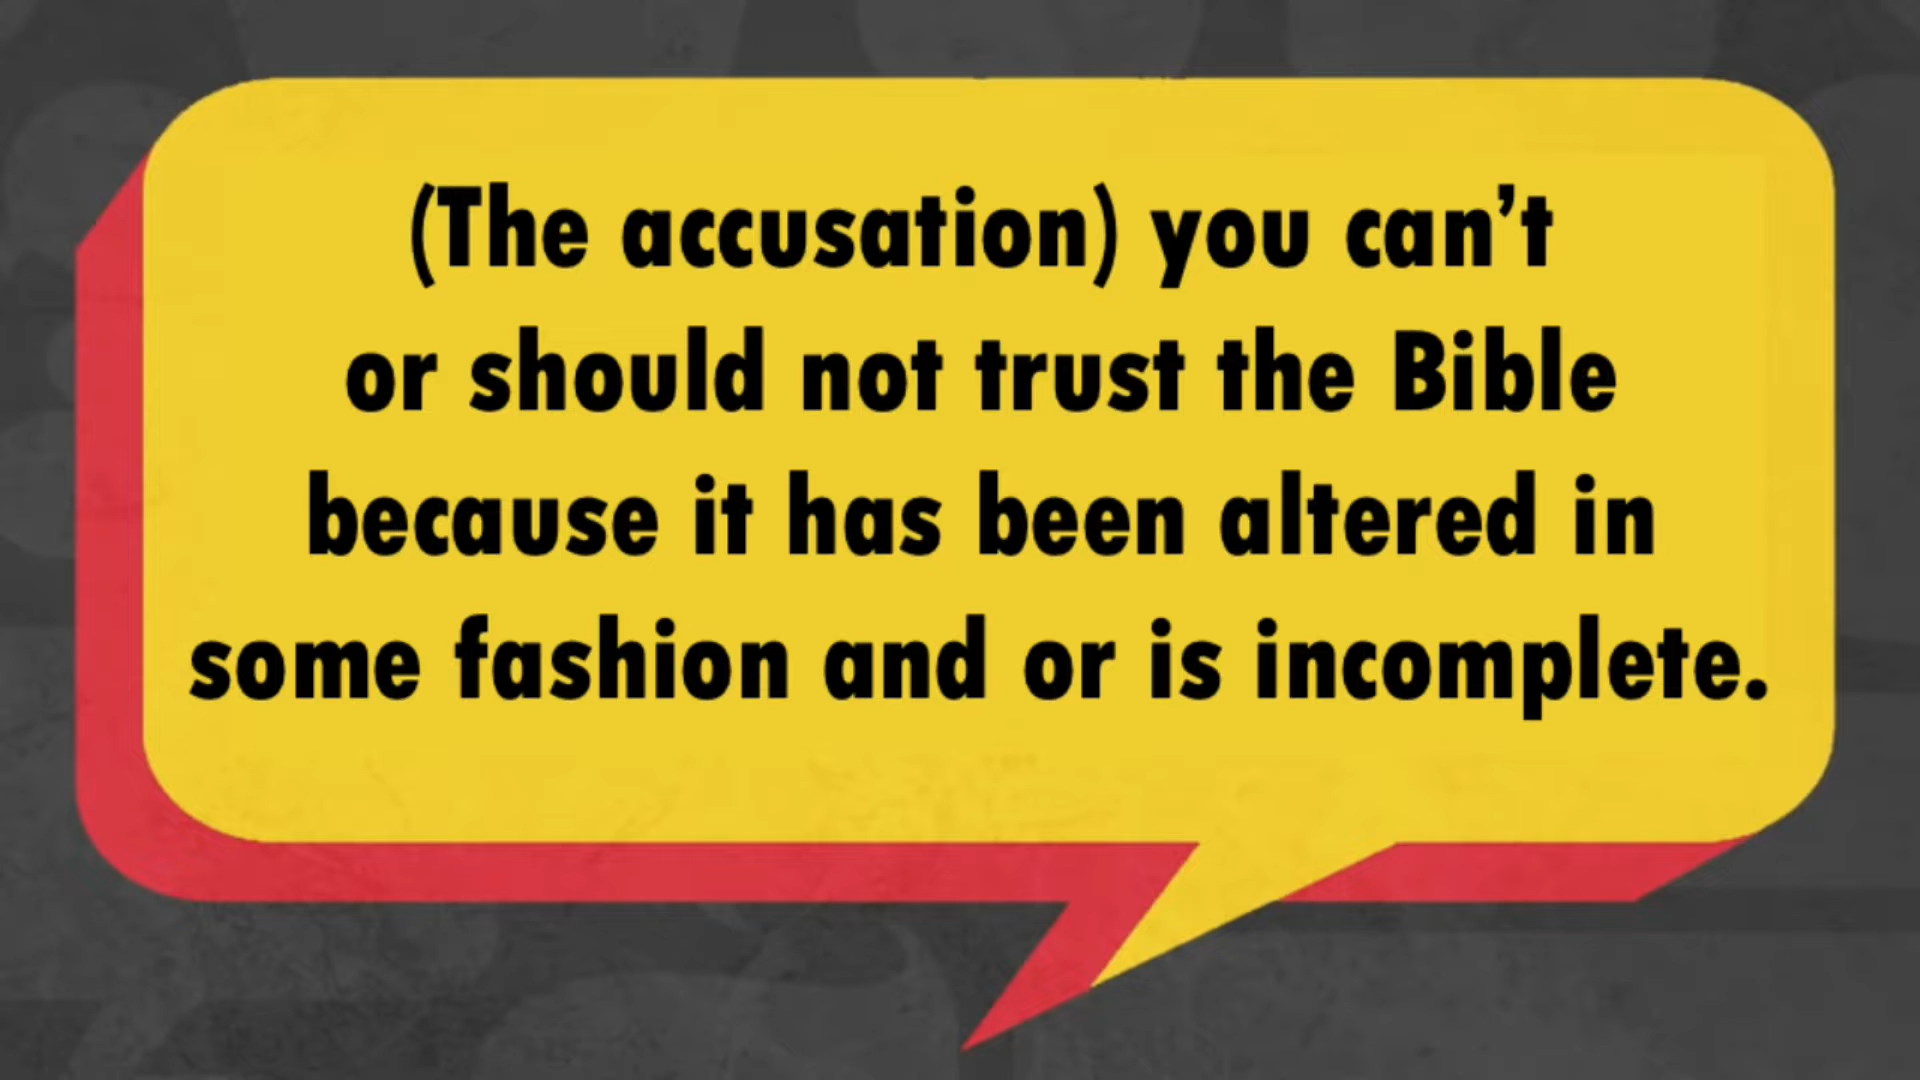 (The accusation) you can’t
or should not trust the Bible
because it has been altered in
some fashion and or is incomplete.